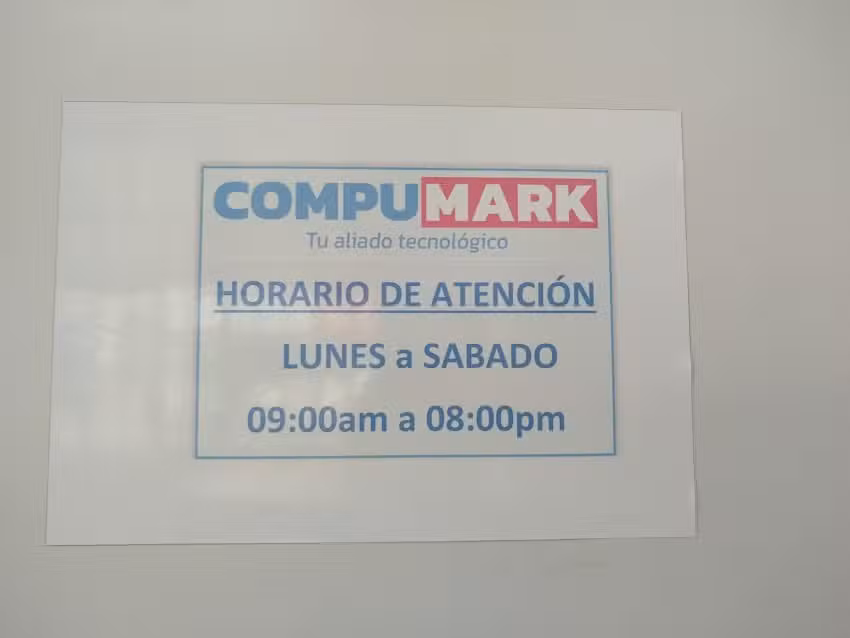 COMPUMARK
Tu aliado tecnológico
HORARIO DE ATENCIÓN
LUNES a SABADO
09:00am a 08:00pm